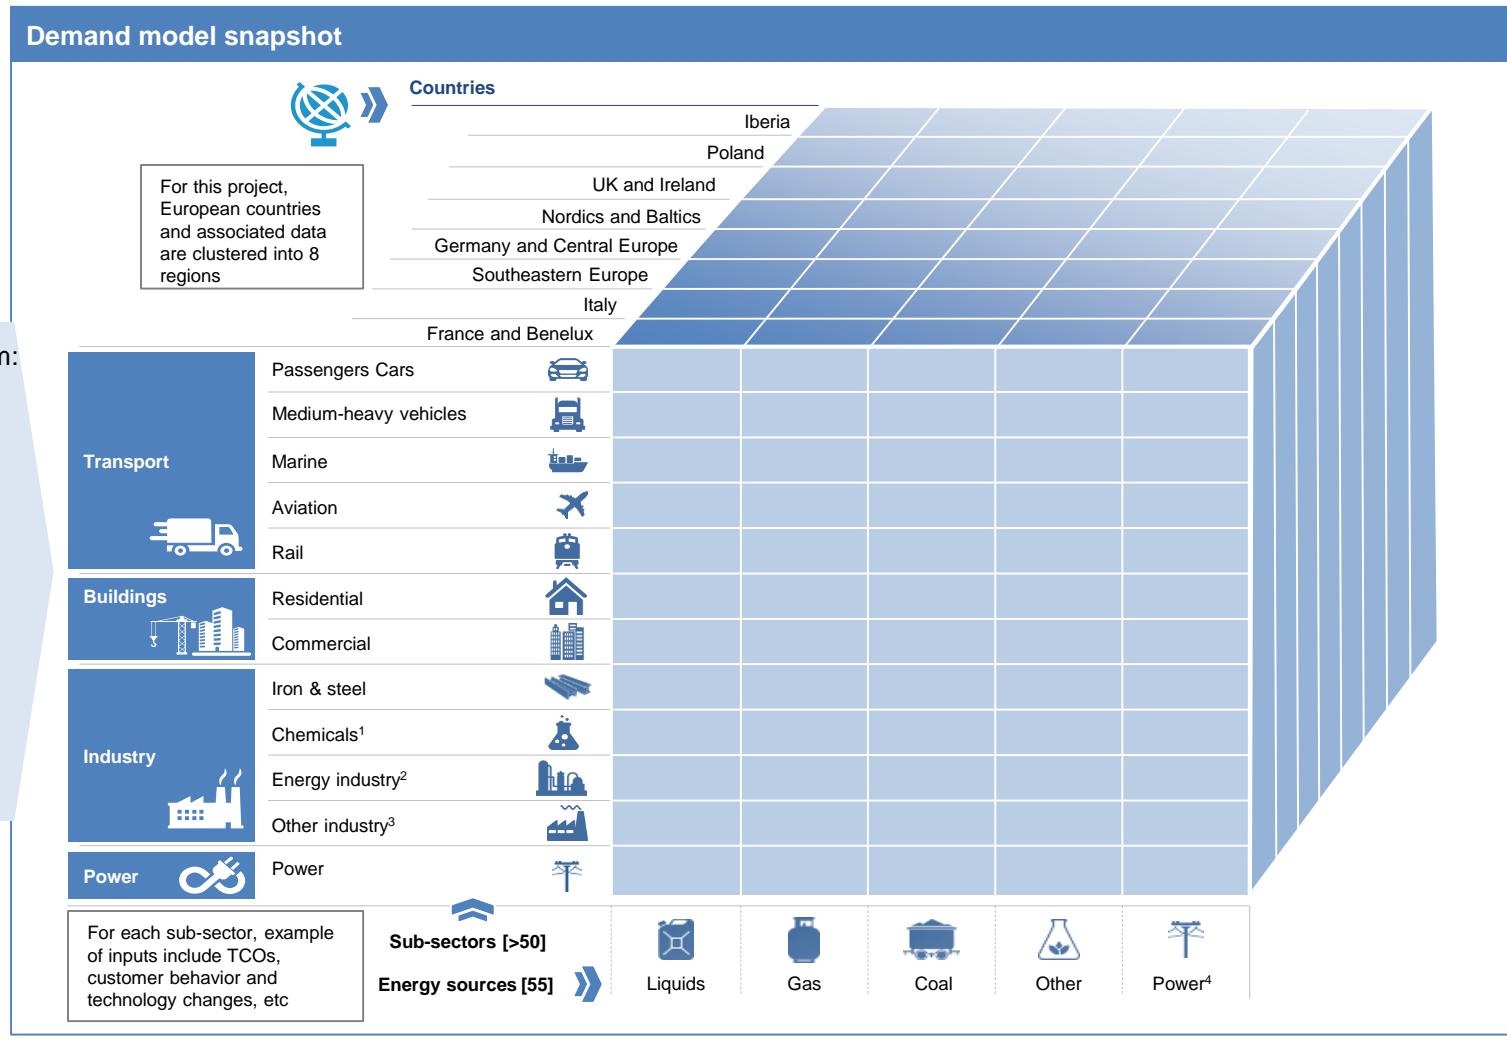 Demand model snapshot
Countries
Iberia
Poland
UK and Ireland
Nordics and Baltics
Germany and Central Europe
Southeastern Europe
Italy
France and Benelux
For this project,
European countries
and associated data
are clustered into 8
regions
Transport
Passengers Cars
Medium-heavy vehicles
Marine
Aviation
Rail
Buildings
Residential
Commercial
Industry
Iron & steel
Chemicals¹
Energy industry²
Other industry³
Power
Power
For each sub-sector, example
of inputs include TCOs,
customer behavior and
technology changes, etc
Sub-sectors [>50]
Energy sources [55]
Liquids
Gas
Coal
Other
Power⁴